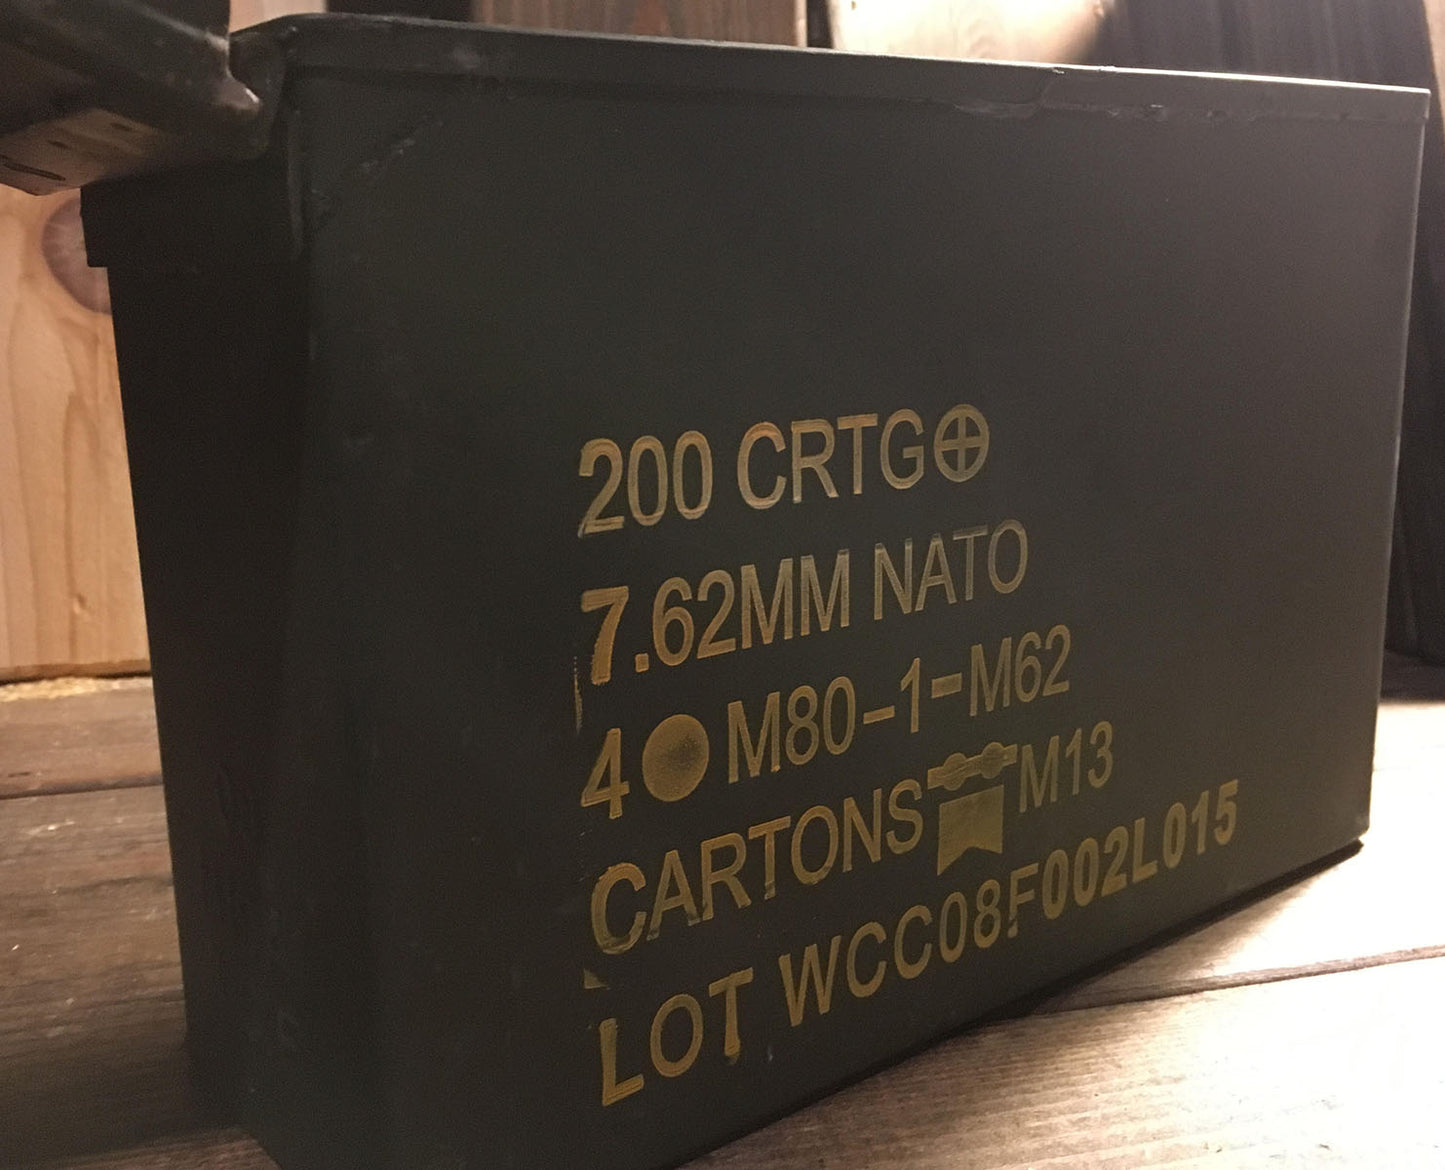 200 CRTG⊕
7.62MM NATO
4●M80-1-M62
CARTONS M13
LOT WCC08F002L015